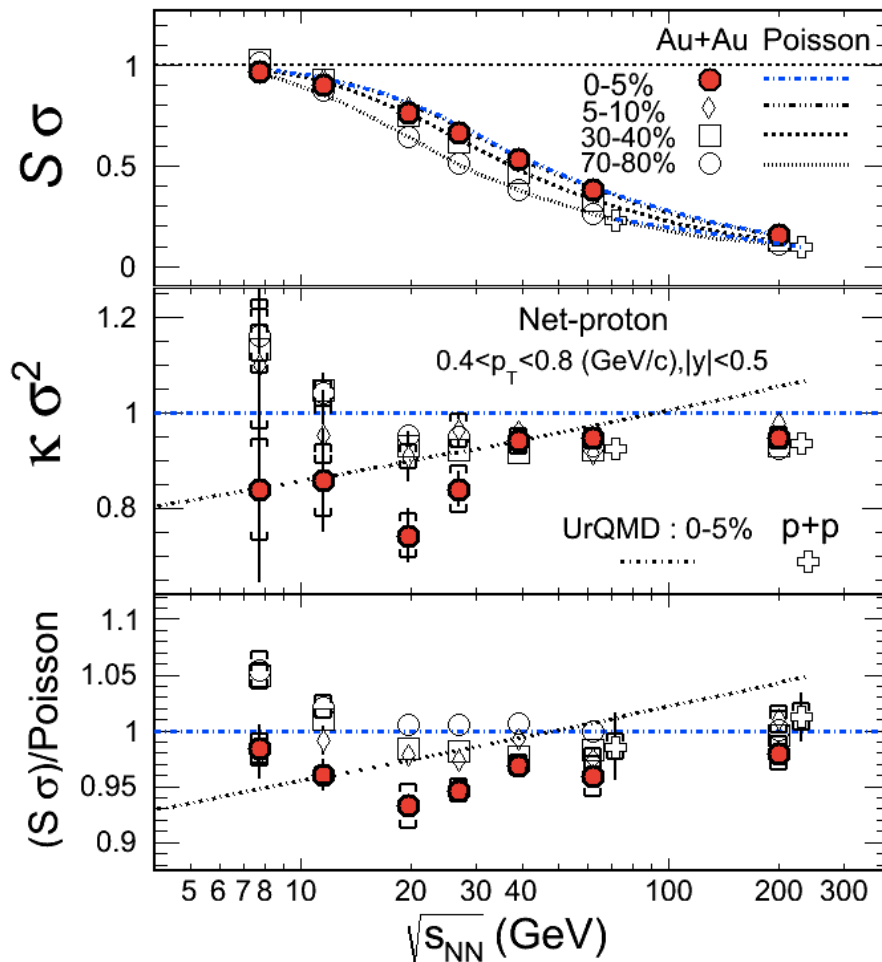 Au+Au Poisson
0-5%
5-10%
30-40%
70-80%
S σ
1
0.5
0
Net-proton
0.4<p_T<0.8 (GeV/c),|y|<0.5
κ σ²
1.2
1
0.8
UrQMD : 0-5% p+p
(S σ)/Poisson
1.1
1.05
1
0.95
0.9
5 6 7 8 10 20 30 40 100 200 300
√s_NN (GeV)